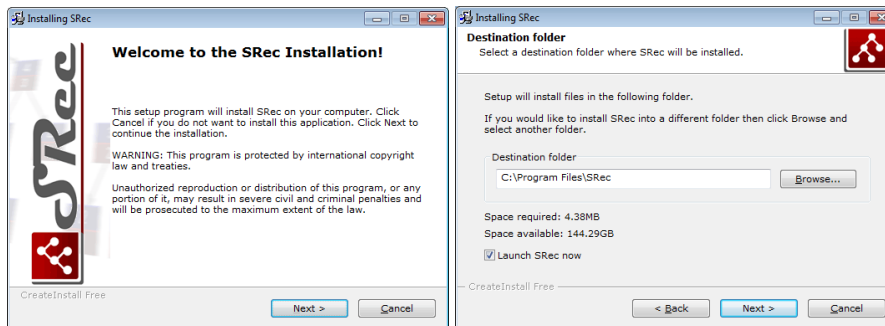 Installing SRec
SRec
Welcome to the SRec Installation!
This setup program will install SRec on your computer. Click
Cancel if you do not want to install this application. Click Next to
continue the installation.
WARNING: This program is protected by international copyright
law and treaties.
Unauthorized reproduction or distribution of this program, or any
portion of it, may result in severe civil and criminal penalties and
will be prosecuted to the maximum extent of the law.
CreateInstall Free
Next >
Cancel
Installing SRec
Destination folder
Select a destination folder where SRec will be installed.
Setup will install files in the following folder.
If you would like to install SRec into a different folder then click Browse and
select another folder.
Destination folder
C:\Program Files\SRec
Browse...
Space required: 4.38MB
Space available: 144.29GB
Launch SRec now
CreateInstall Free
< Back
Next >
Cancel